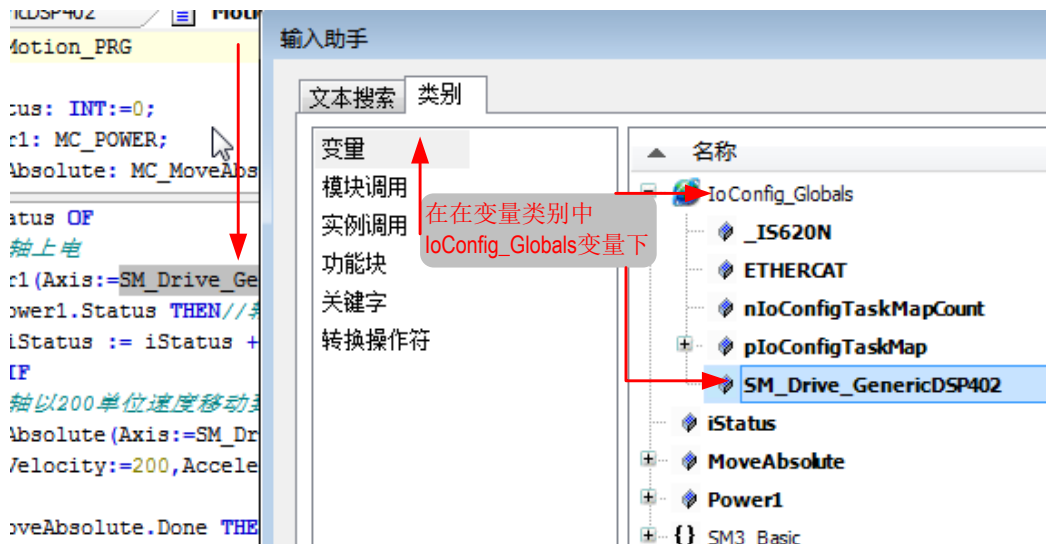 输入助手
Motion_PRG
tus: INT:=0;
r1: MC_POWER;
Absolute: MC_MoveAbs
atus OF
轴上电
r1(Axis:=SM_Drive_Ge
ower1.Status THEN//
iStatus := iStatus +
IF
轴以200单位速度移动
Absolute(Axis:=SM_Dr
Velocity:=200,Accele
oveAbsolute.Done THE
文本搜索
类别
变量
模块调用
实例调用
功能块
关键字
转换操作符
在在变量类别中
IoConfig_Globals变量下
名称
IoConfig_Globals
_IS620N
ETHERCAT
nIoConfigTaskMapCount
pIoConfigTaskMap
SM_Drive_GenericDSP402
iStatus
MoveAbsolute
Power1
SM3_Basic